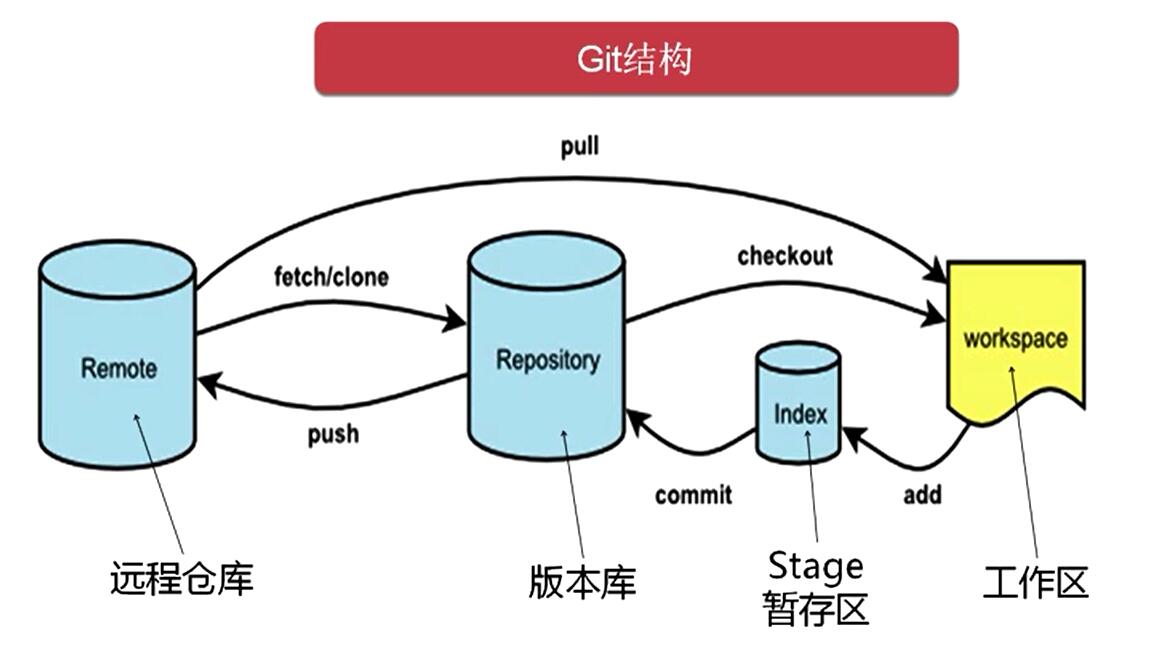 Git结构
pull
fetch/clone
checkout
Remote
Repository
workspace
Index
push
commit
add
远程仓库
版本库
Stage
暂存区
工作区